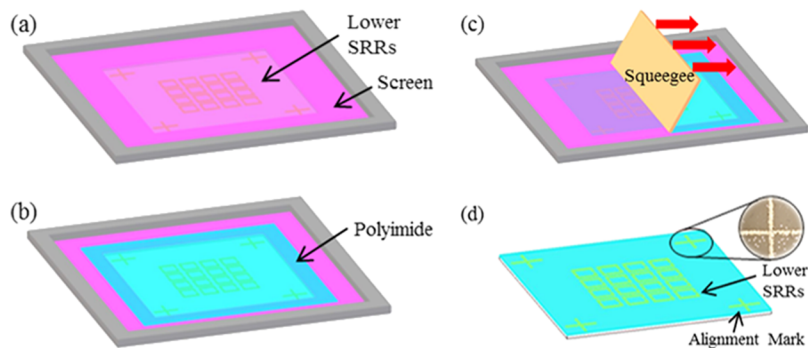 (a)
Lower
SRRs
Screen
(b)
Polyimide
(c)
Squeegee
(d)
Lower
SRRs
Alignment Mark